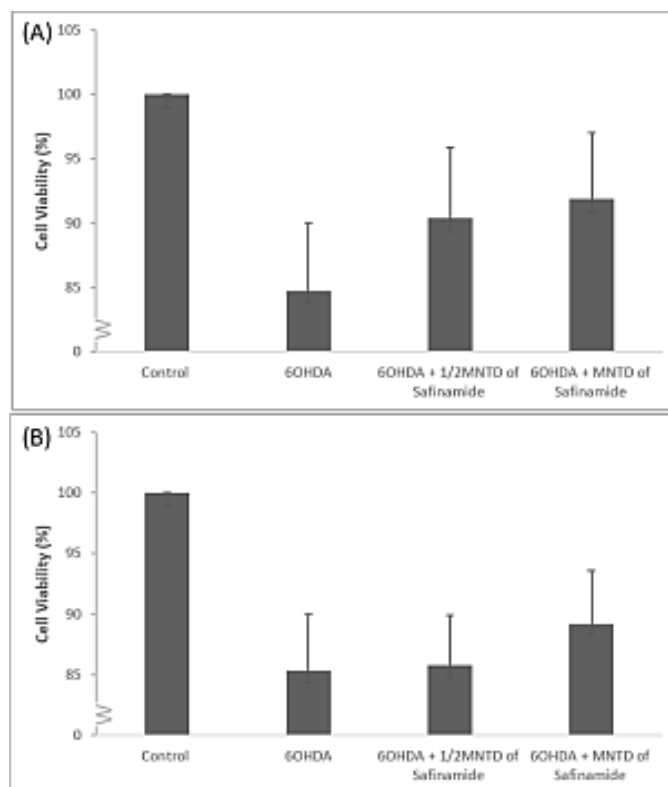 (A)
105
100
95
90
85
0
Cell Viability (%)
Control
6OHDA
6OHDA + 1/2MNTD of
Safinamide
6OHDA + MNTD of
Safinamide
(B)
105
100
95
90
85
0
Cell Viability (%)
Control
6OHDA
6OHDA + 1/2MNTD of
Safinamide
6OHDA + MNTD of
Safinamide